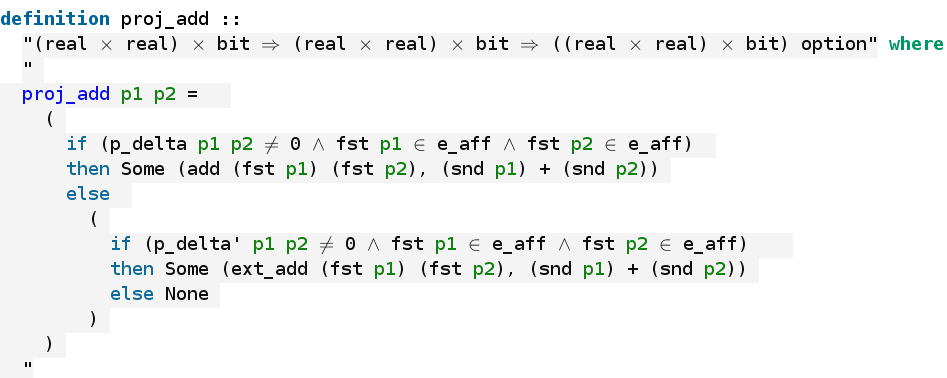 definition proj_add ::
"(real × real) × bit ⇒ (real × real) × bit ⇒ ((real × real) × bit) option" where
"
proj_add p1 p2 =
(
if (p_delta p1 p2 ≠ 0 ∧ fst p1 ∈ e_aff ∧ fst p2 ∈ e_aff)
then Some (add (fst p1) (fst p2), (snd p1) + (snd p2))
else
(
if (p_delta' p1 p2 ≠ 0 ∧ fst p1 ∈ e_aff ∧ fst p2 ∈ e_aff)
then Some (ext_add (fst p1) (fst p2), (snd p1) + (snd p2))
else None
)
)
"